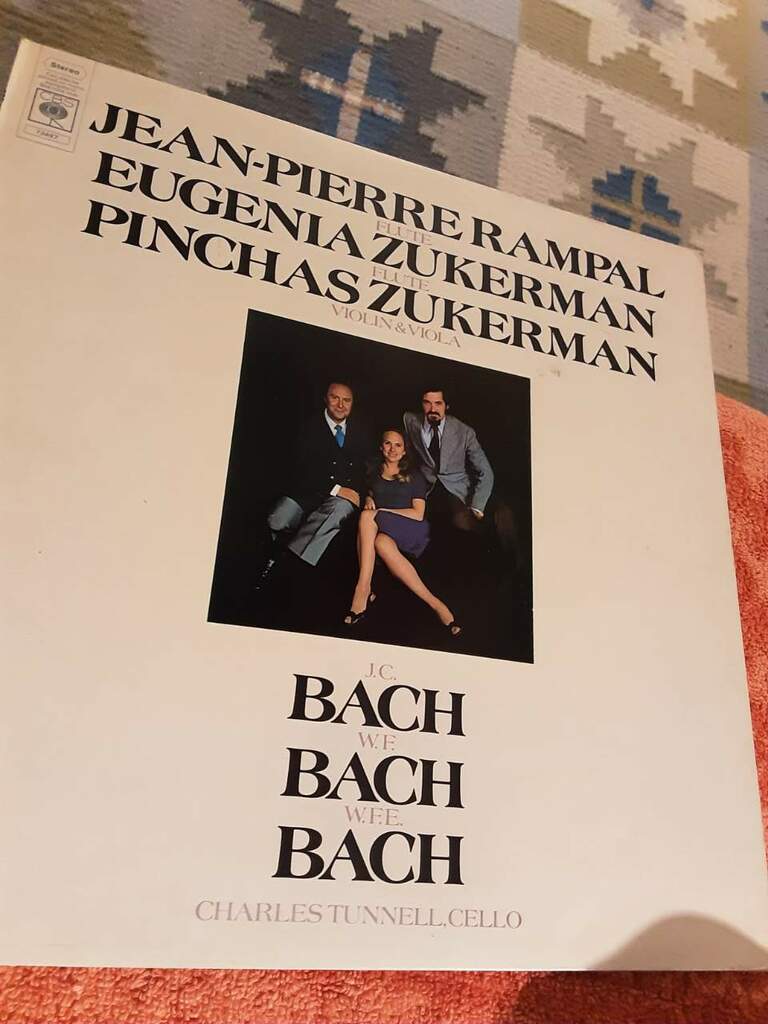 Stereo
CBS
JEAN-PIERRE RAMPAL
FLUTE
EUGENIA ZUKERMAN
FLUTE
PINCHAS ZUKERMAN
VIOLIN & VIOLA
J.C.
BACH
W.F.
BACH
W.F.E.
BACH
CHARLES TUNNELL, CELLO